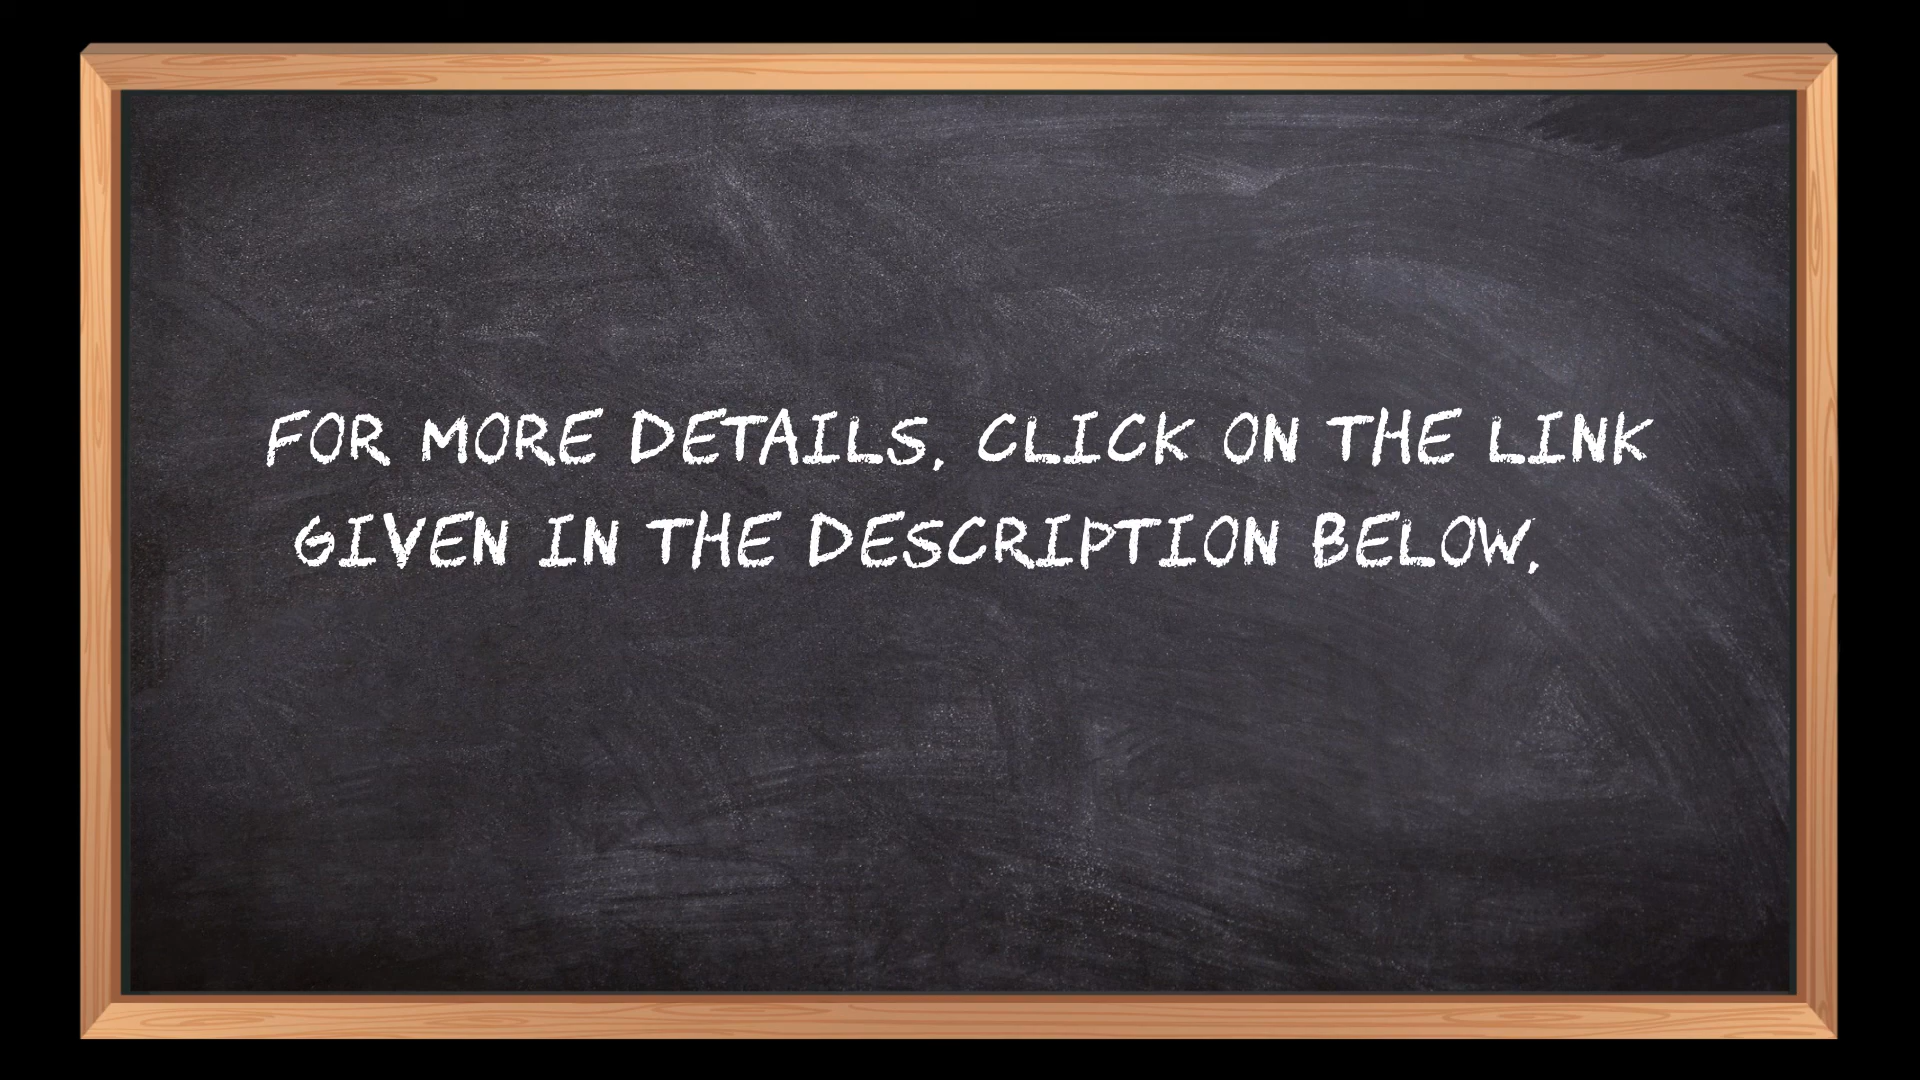 FOR MORE DETAILS, CLICK ON THE LINK
GIVEN IN THE DESCRIPTION BELOW,